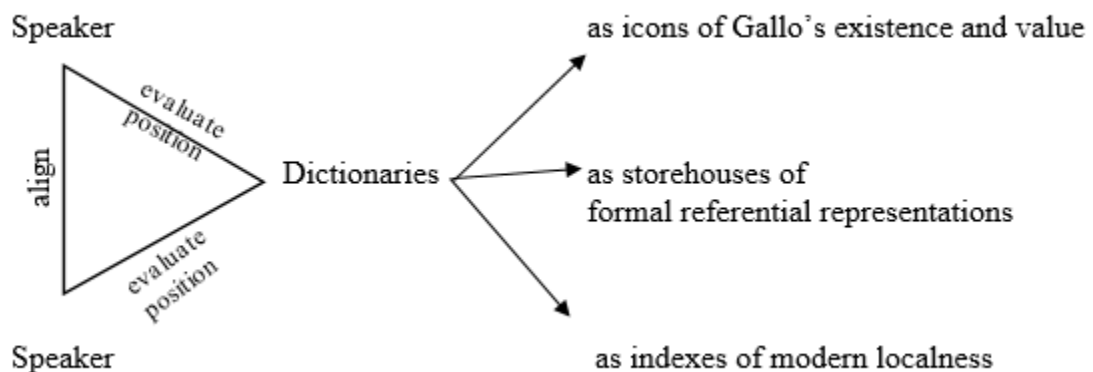 Speaker
as icons of Gallo’s existence and value
evaluate
position
align
Dictionaries
as storehouses of
formal referential representations
evaluate
position
Speaker
as indexes of modern localness